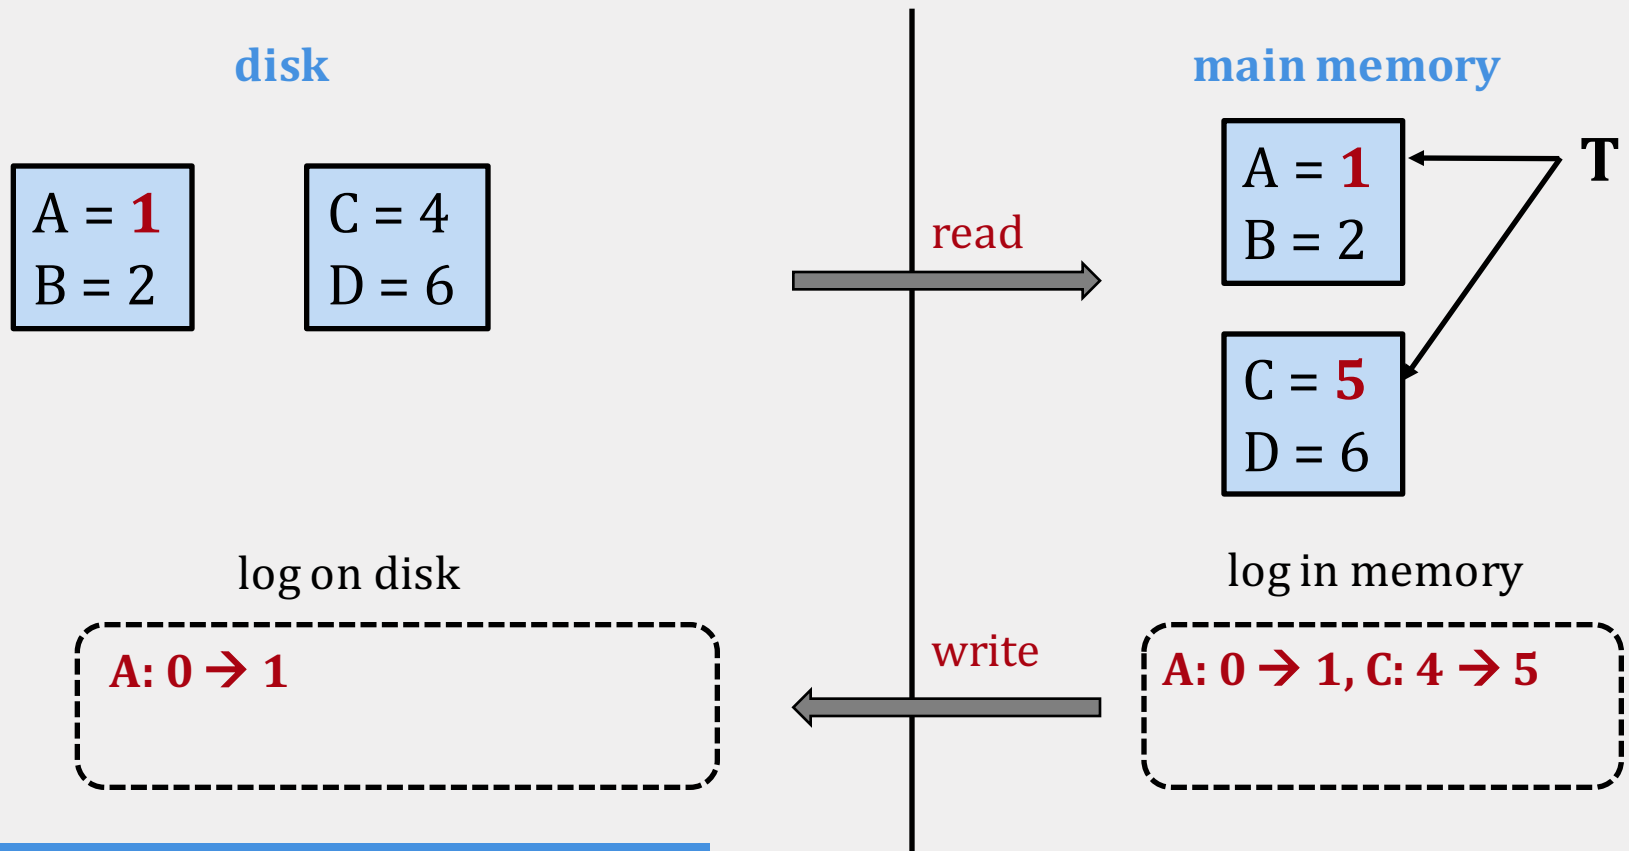 disk
A = 1
B = 2
C = 4
D = 6
log on disk
A: 0 → 1
read
write
main memory
A = 1
B = 2
T
C = 5
D = 6
log in memory
A: 0 → 1, C: 4 → 5